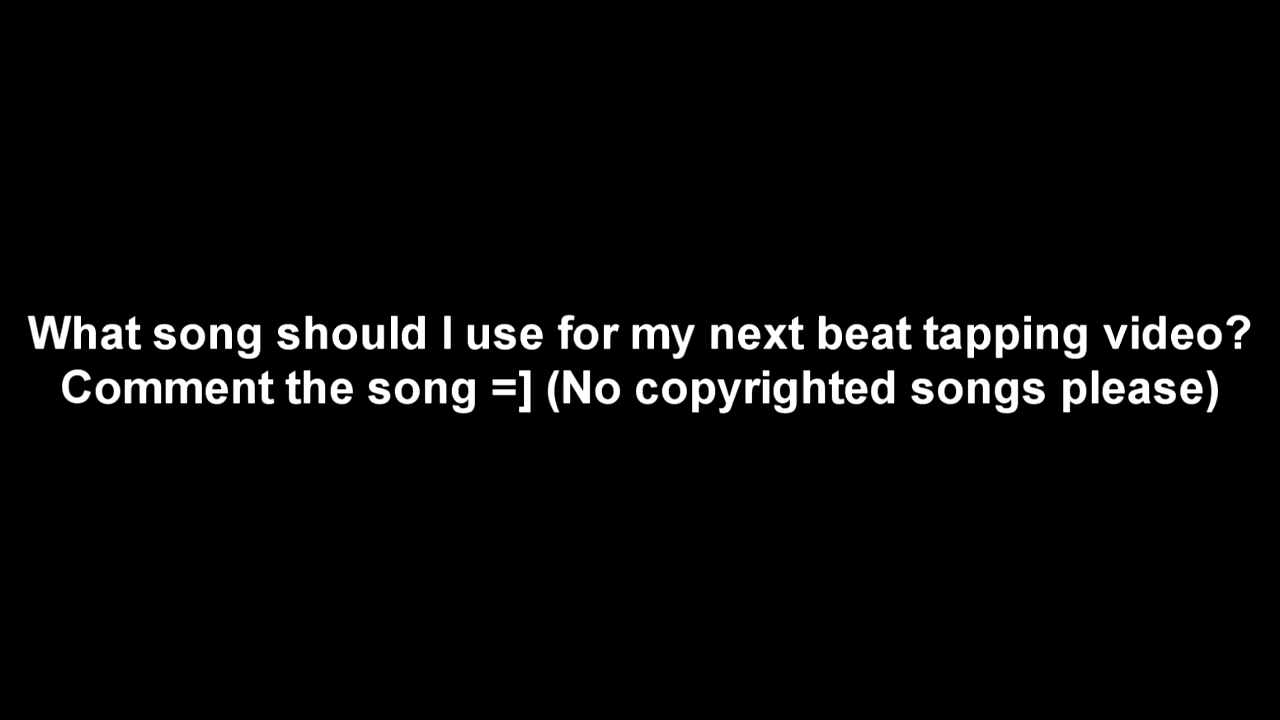 What song should I use for my next beat tapping video?
Comment the song =] (No copyrighted songs please)